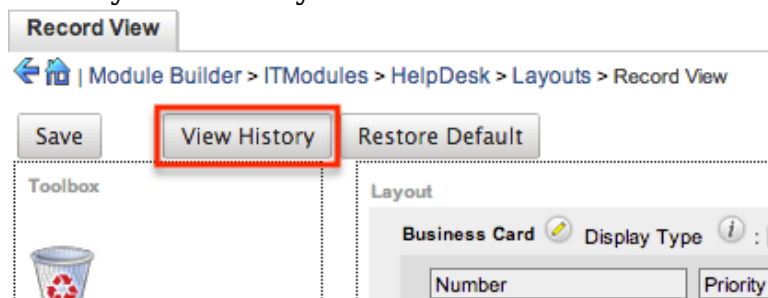 Record View
| Module Builder > ITModules > HelpDesk > Layouts > Record View
Save View History Restore Default
Toolbox
Layout
Business Card Display Type i :
Number Priority